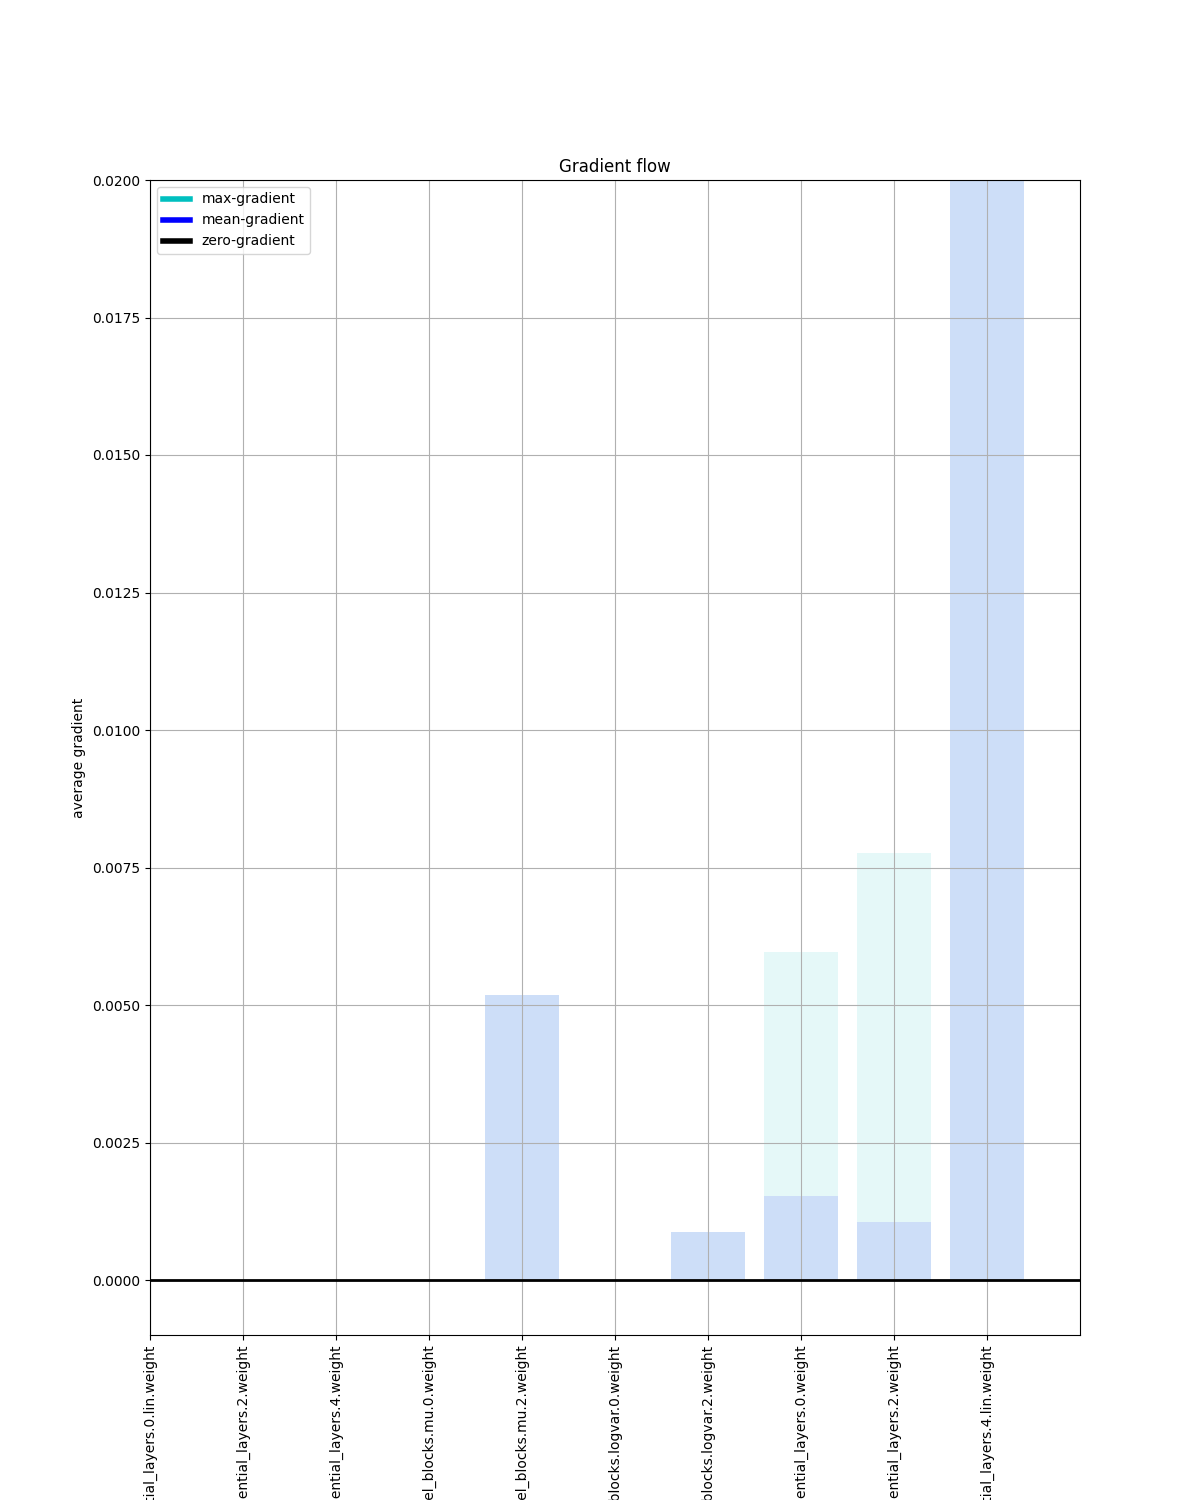 Gradient flow
max-gradient
mean-gradient
zero-gradient
0.0200
0.0175
0.0150
0.0125
0.0100
0.0075
0.0050
0.0025
0.0000
average gradient
tial_layers.0.lin.weight
ential_layers.2.weight
ential_layers.4.weight
el_blocks.mu.0.weight
el_blocks.mu.2.weight
blocks.logvar.0.weight
blocks.logvar.2.weight
ential_layers.0.weight
ential_layers.2.weight
tial_layers.4.lin.weight